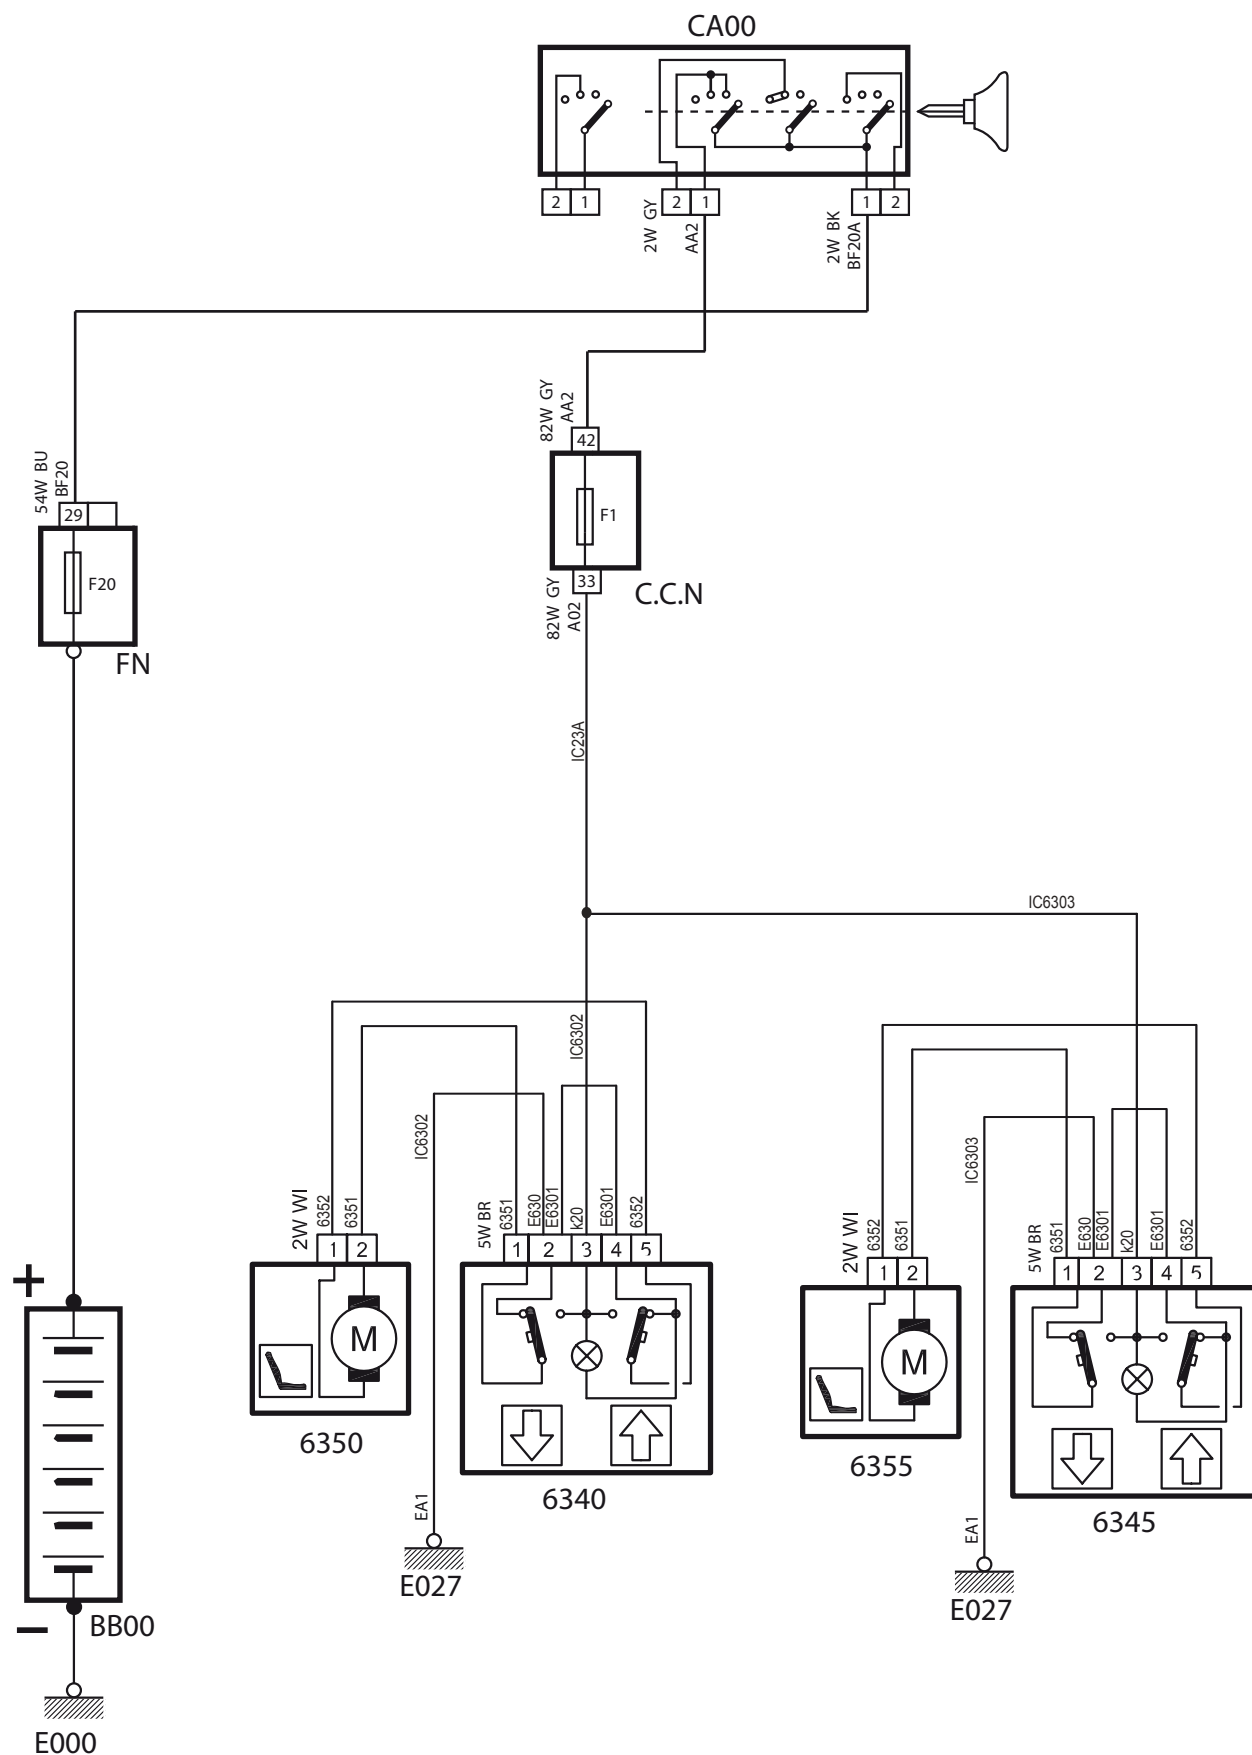 CA00
2 1 2 1 1 2
2W GY
AA2
2W BK
BF20A
82W GY
AA2
42
F1
33
C.C.N
82W GY
A02
54W BU
BF20
29
F20
FN
IC23A
IC6303
IC6302
IC6302
2W WI
6352
6351
1 2
M
6350
5W BR
6351
E630
E6301
k20
E6301
6352
1 2 3 4 5
6340
EA1
E027
IC6303
2W WI
6352
6351
1 2
M
6355
5W BR
6351
E630
E6301
k20
E6301
6352
1 2 3 4 5
6345
EA1
E027
+
−
BB00
E000